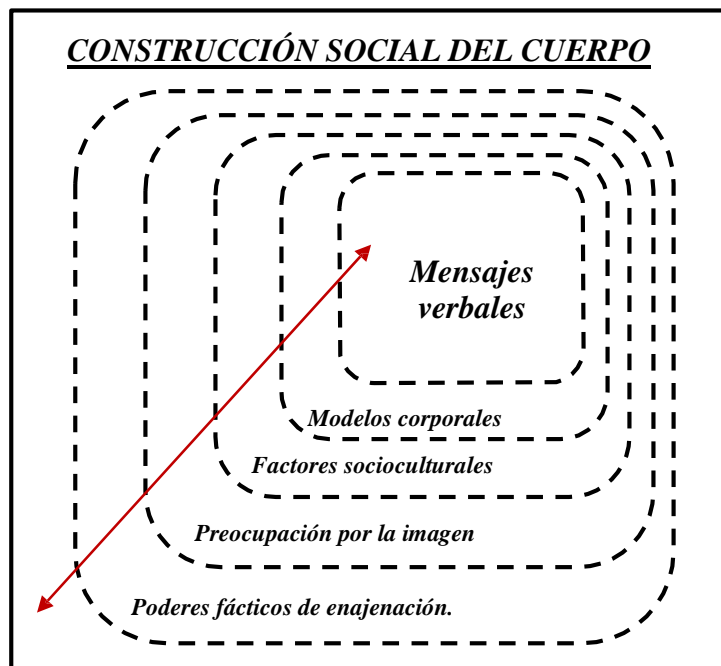 CONSTRUCCIÓN SOCIAL DEL CUERPO
Mensajes
verbales
Modelos corporales
Factores socioculturales
Preocupación por la imagen
Poderes fácticos de enajenación.